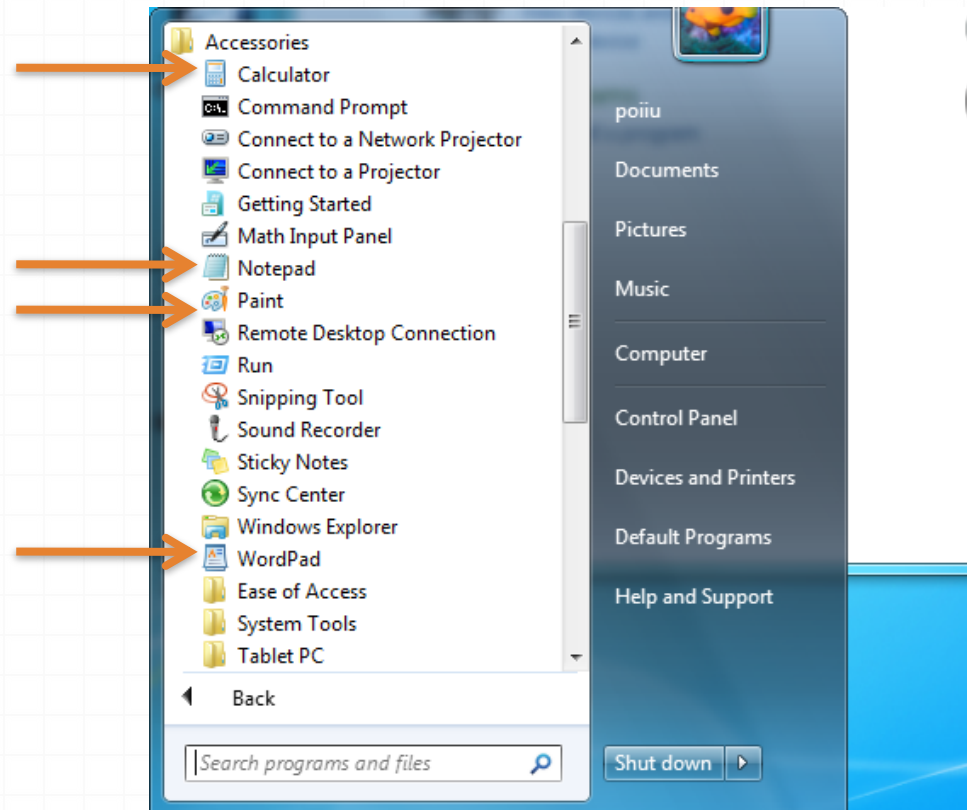 Accessories
Calculator
Command Prompt
Connect to a Network Projector
Connect to a Projector
Getting Started
Math Input Panel
Notepad
Paint
Remote Desktop Connection
Run
Snipping Tool
Sound Recorder
Sticky Notes
Sync Center
Windows Explorer
WordPad
Ease of Access
System Tools
Tablet PC
Back
Search programs and files
poiiu
Documents
Pictures
Music
Computer
Control Panel
Devices and Printers
Default Programs
Help and Support
Shut down